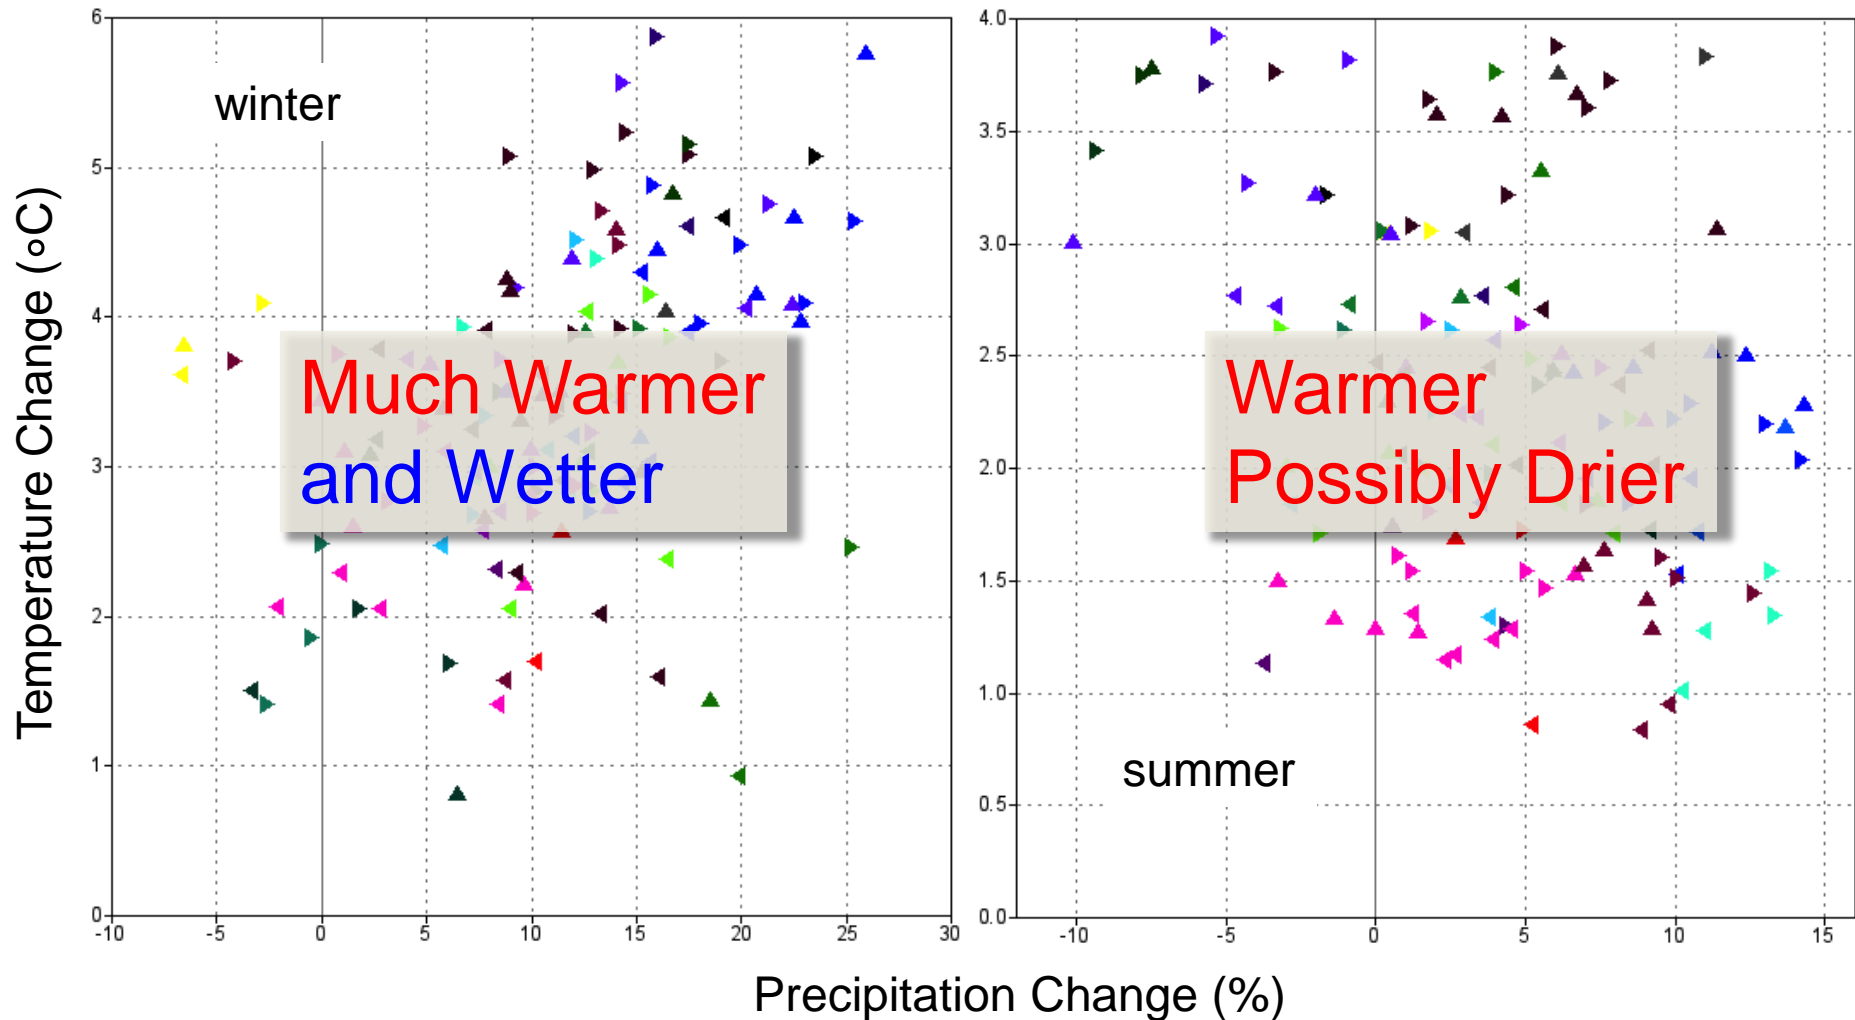 6
5
4
3
2
1
0
-10 -5 0 5 10 15 20 25 30
winter
Much Warmer
and Wetter
4.0
3.5
3.0
2.5
2.0
1.5
1.0
0.5
0.0
-10 -5 0 5 10 15
Warmer
Possibly Drier
summer
Temperature Change (°C)
Precipitation Change (%)